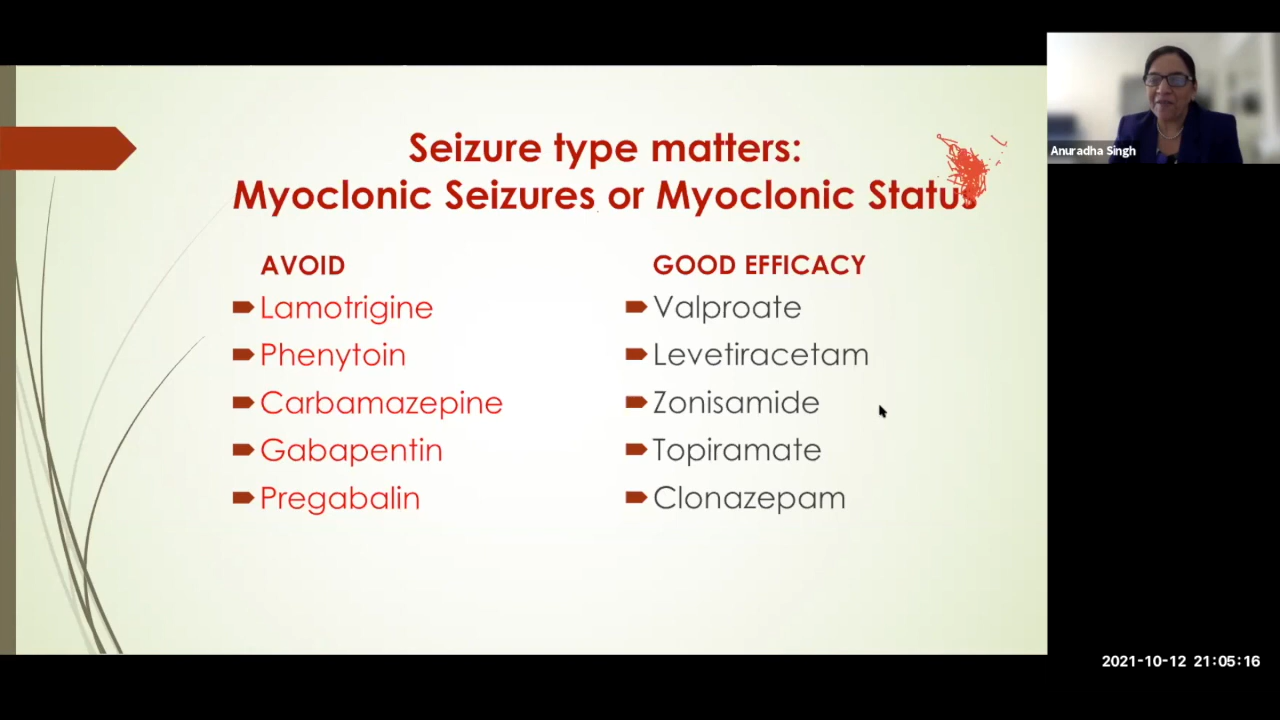 Seizure type matters:
Myoclonic Seizures or Myoclonic Status
AVOID
Lamotrigine
Phenytoin
Carbamazepine
Gabapentin
Pregabalin
GOOD EFFICACY
Valproate
Levetiracetam
Zonisamide
Topiramate
Clonazepam
Anuradha Singh
2021-10-12 21:05:16